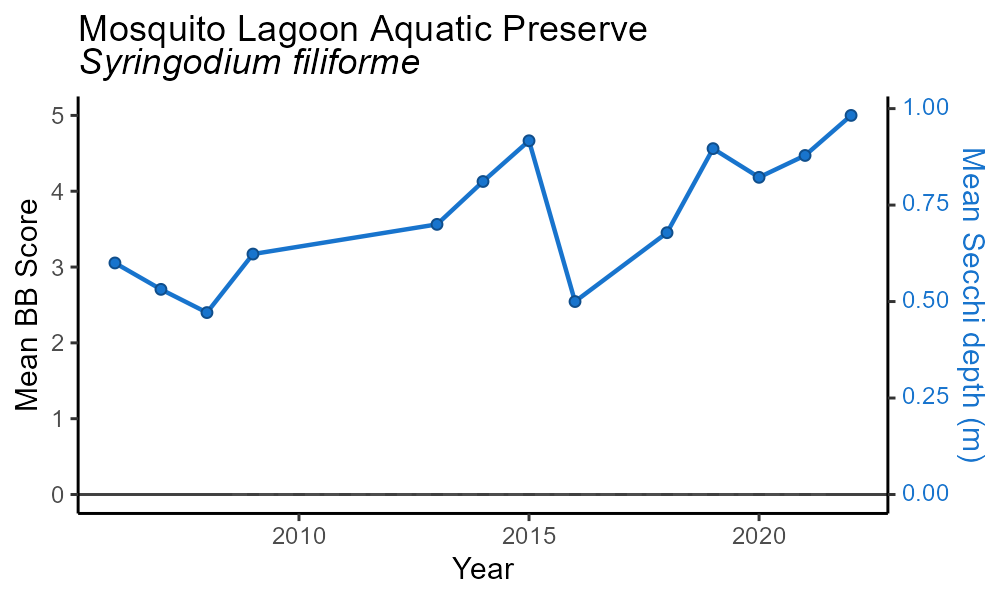 Mosquito Lagoon Aquatic Preserve
Syringodium filiforme
Mean BB Score
5
4
3
2
1
0
1.00
0.75
0.50
0.25
0.00
Mean Secchi depth (m)
2010
2015
2020
Year